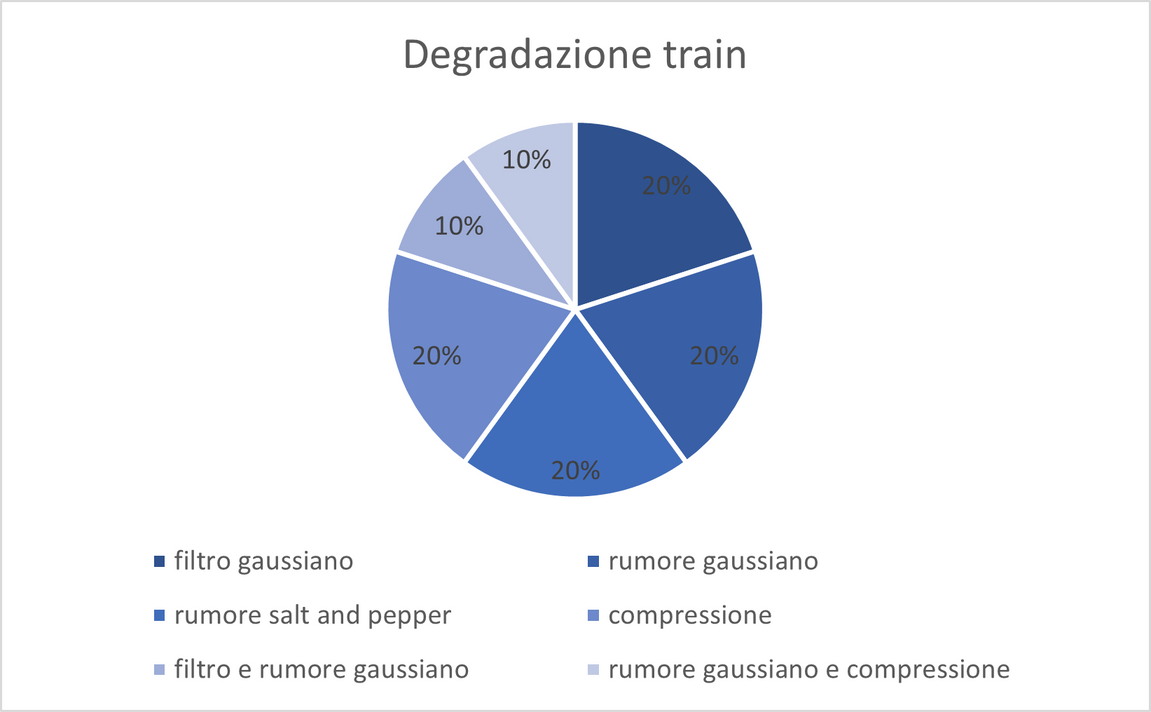 Degradazione train
10%
20%
10%
20%
20%
20%
filtro gaussiano
rumore gaussiano
rumore salt and pepper
compressione
filtro e rumore gaussiano
rumore gaussiano e compressione